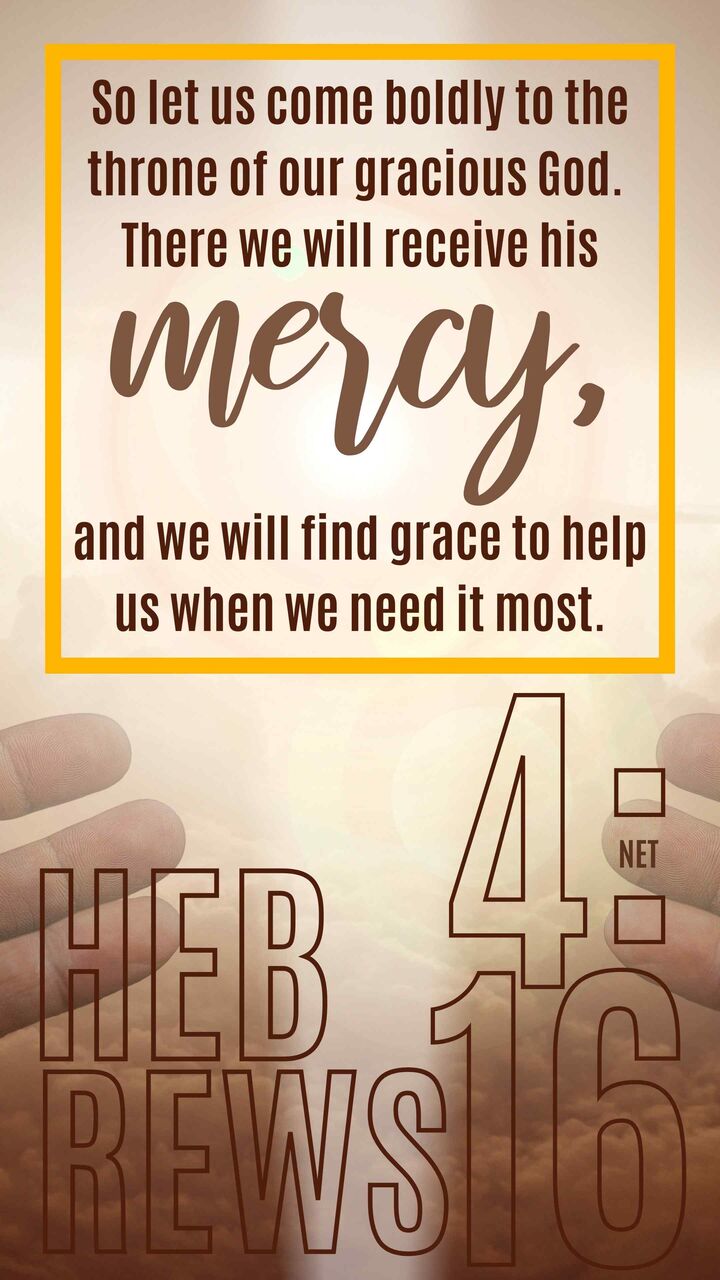 So let us come boldly to the
throne of our gracious God.
There we will receive his
mercy,
and we will find grace to help
us when we need it most.
HEB
REWS
4:
NET
16